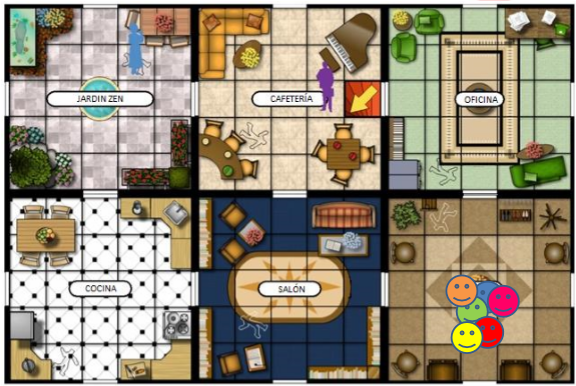 JARDIN ZEN
CAFETERÍA
OFICINA
COCINA
SALÓN